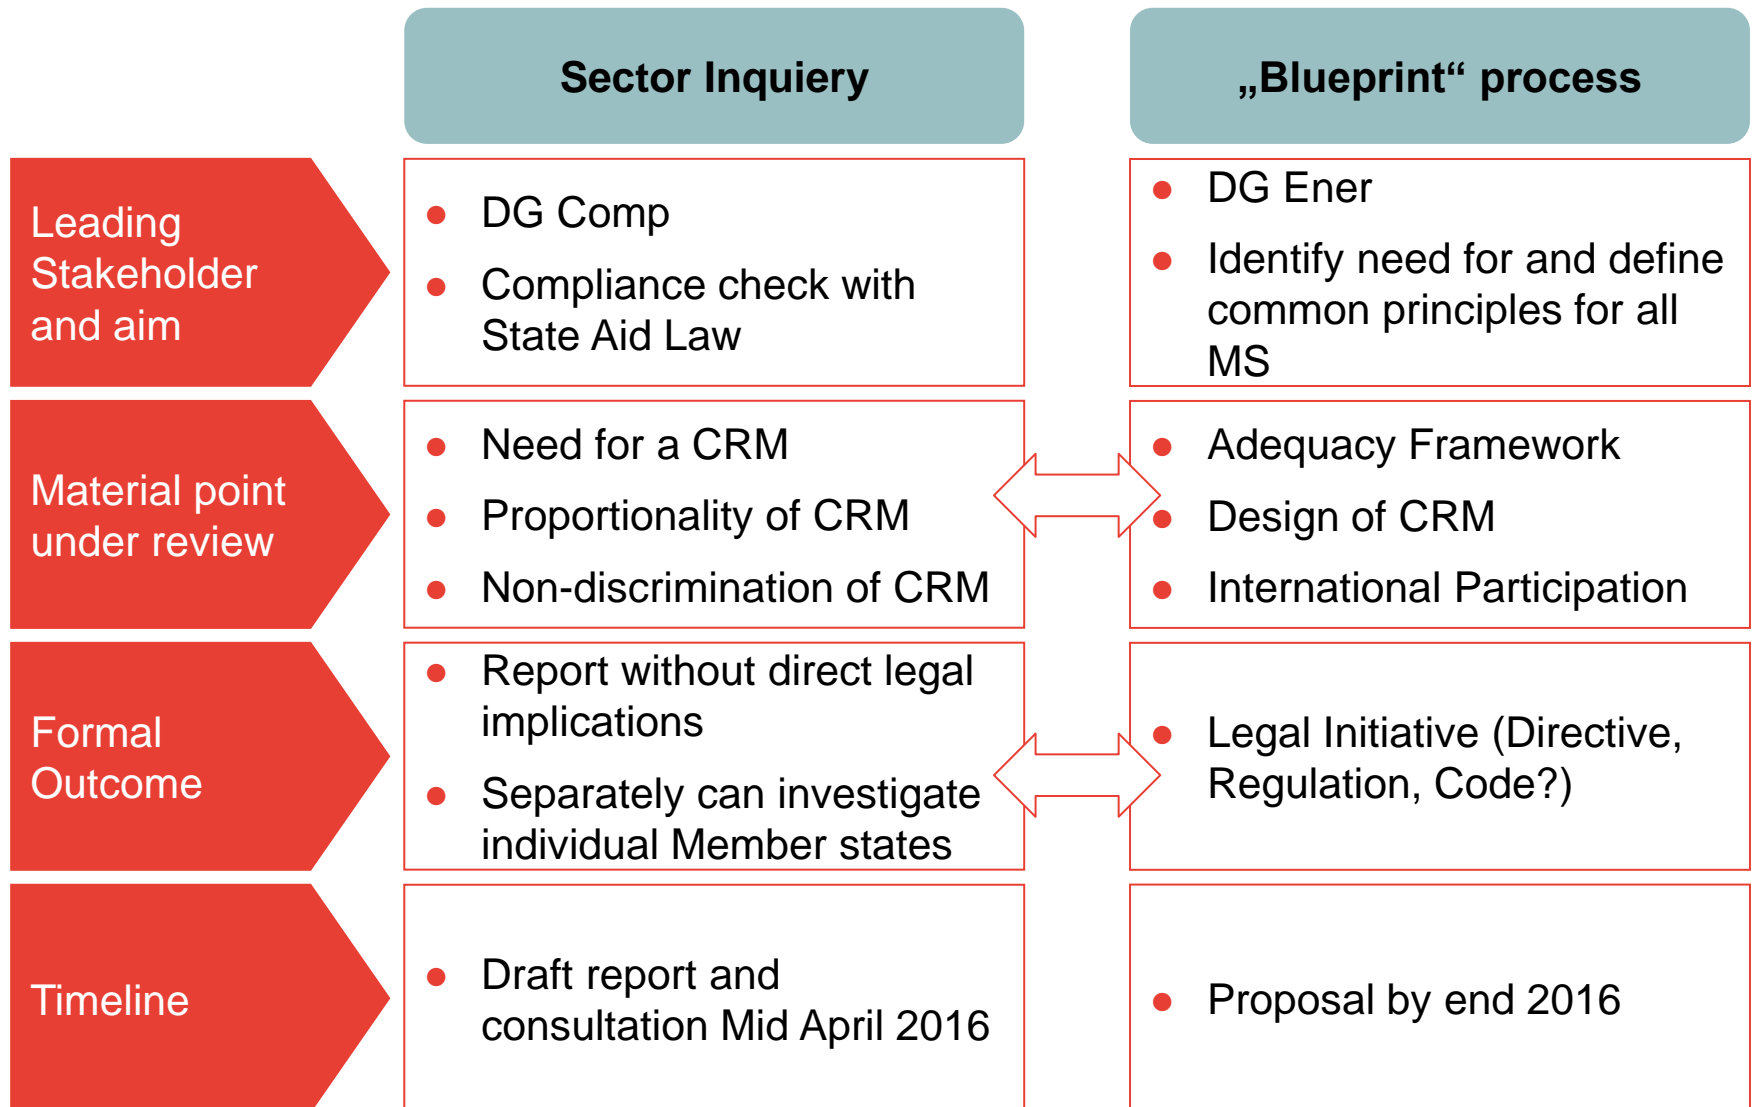 Sector Inquiery
„Blueprint“ process
Leading
Stakeholder
and aim
● DG Comp
● Compliance check with
State Aid Law
● DG Ener
● Identify need for and define
common principles for all
MS
Material point
under review
● Need for a CRM
● Proportionality of CRM
● Non-discrimination of CRM
● Adequacy Framework
● Design of CRM
● International Participation
Formal
Outcome
● Report without direct legal
implications
● Separately can investigate
individual Member states
● Legal Initiative (Directive,
Regulation, Code?)
Timeline
● Draft report and
consultation Mid April 2016
● Proposal by end 2016